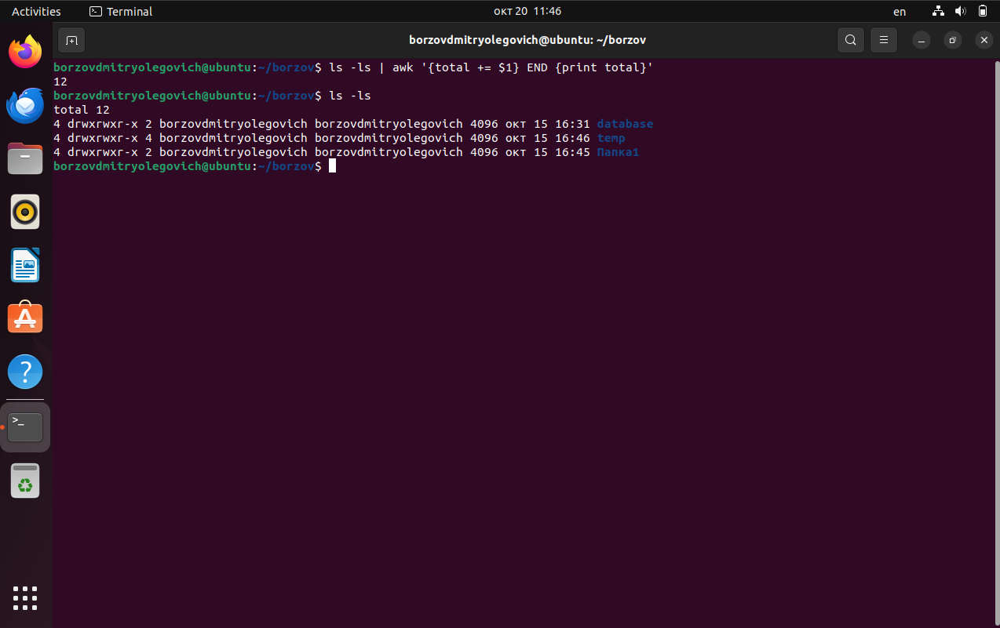 Activities
Terminal
окт 20 11:46
en
borzovdmitryolegovich@ubuntu: ~/borzov
borzovdmitryolegovich@ubuntu:~/borzov$ ls -ls | awk '{total += $1} END {print total}'
12
borzovdmitryolegovich@ubuntu:~/borzov$ ls -ls
total 12
4 drwxrwxr-x 2 borzovdmitryolegovich borzovdmitryolegovich 4096 окт 15 16:31 database
4 drwxrwxr-x 4 borzovdmitryolegovich borzovdmitryolegovich 4096 окт 15 16:46 temp
4 drwxrwxr-x 2 borzovdmitryolegovich borzovdmitryolegovich 4096 окт 15 16:45 Папка1
borzovdmitryolegovich@ubuntu:~/borzov$